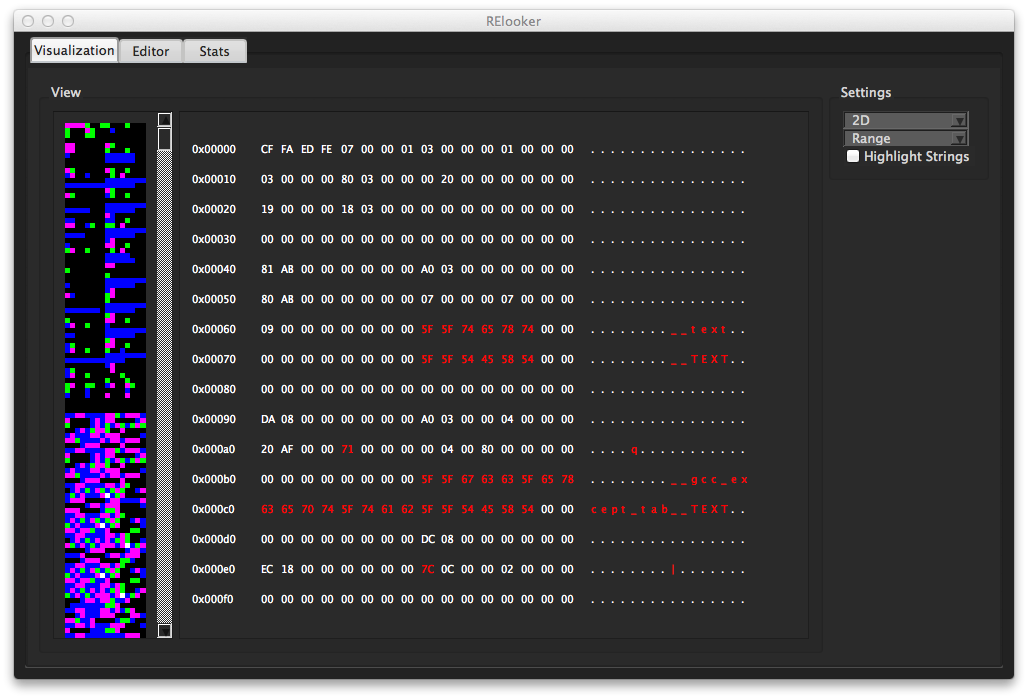 RElooker
Visualization Editor Stats
View
Settings
2D
Range
Highlight Strings
0x00000 CF FA ED FE 07 00 00 01 03 00 00 00 01 00 00 00 . . . . . . . . . . . . . . . .
0x00010 03 00 00 00 80 03 00 00 00 20 00 00 00 00 00 00 . . . . . . . . . . . . . . . .
0x00020 19 00 00 00 18 03 00 00 00 00 00 00 00 00 00 00 . . . . . . . . . . . . . . . .
0x00030 00 00 00 00 00 00 00 00 00 00 00 00 00 00 00 00 . . . . . . . . . . . . . . . .
0x00040 81 AB 00 00 00 00 00 00 A0 03 00 00 00 00 00 00 . . . . . . . . . . . . . . . .
0x00050 80 AB 00 00 00 00 00 00 07 00 00 00 07 00 00 00 . . . . . . . . . . . . . . . .
0x00060 09 00 00 00 00 00 00 00 5F 5F 74 65 78 74 00 00 . . . . . . . . _ _ t e x t . .
0x00070 00 00 00 00 00 00 00 00 5F 5F 54 45 58 54 00 00 . . . . . . . . _ _ T E X T . .
0x00080 00 00 00 00 00 00 00 00 00 00 00 00 00 00 00 00 . . . . . . . . . . . . . . . .
0x00090 DA 08 00 00 00 00 00 00 A0 03 00 00 04 00 00 00 . . . . . . . . . . . . . . . .
0x000a0 20 AF 00 00 71 00 00 00 00 04 00 80 00 00 00 00 . . . . q . . . . . . . . . . .
0x000b0 00 00 00 00 00 00 00 00 5F 5F 67 63 63 5F 65 78 . . . . . . . . _ _ g c c _ e x
0x000c0 63 65 70 74 5F 74 61 62 5F 5F 54 45 58 54 00 00 c e p t _ t a b _ _ T E X T . .
0x000d0 00 00 00 00 00 00 00 00 DC 08 00 00 00 00 00 00 . . . . . . . . . . . . . . . .
0x000e0 EC 18 00 00 00 00 00 00 7C 0C 00 00 02 00 00 00 . . . . . . . . | . . . . . . .
0x000f0 00 00 00 00 00 00 00 00 00 00 00 00 00 00 00 00 . . . . . . . . . . . . . . . .